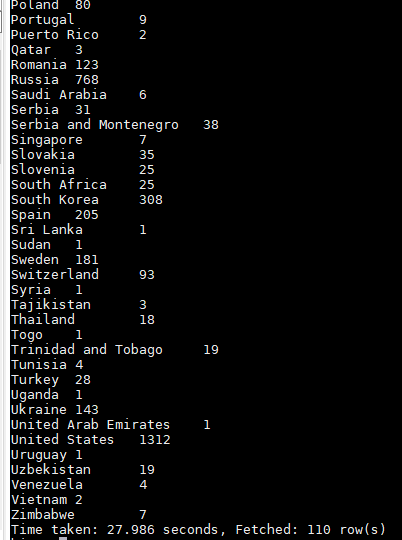 Poland 80
Portugal 9
Puerto Rico 2
Qatar 3
Romania 123
Russia 768
Saudi Arabia 6
Serbia 31
Serbia and Montenegro 38
Singapore 7
Slovakia 35
Slovenia 25
South Africa 25
South Korea 308
Spain 205
Sri Lanka 1
Sudan 1
Sweden 181
Switzerland 93
Syria 1
Tajikistan 3
Thailand 18
Togo 1
Trinidad and Tobago 19
Tunisia 4
Turkey 28
Uganda 1
Ukraine 143
United Arab Emirates 1
United States 1312
Uruguay 1
Uzbekistan 19
Venezuela 4
Vietnam 2
Zimbabwe 7
Time taken: 27.986 seconds, Fetched: 110 row(s)